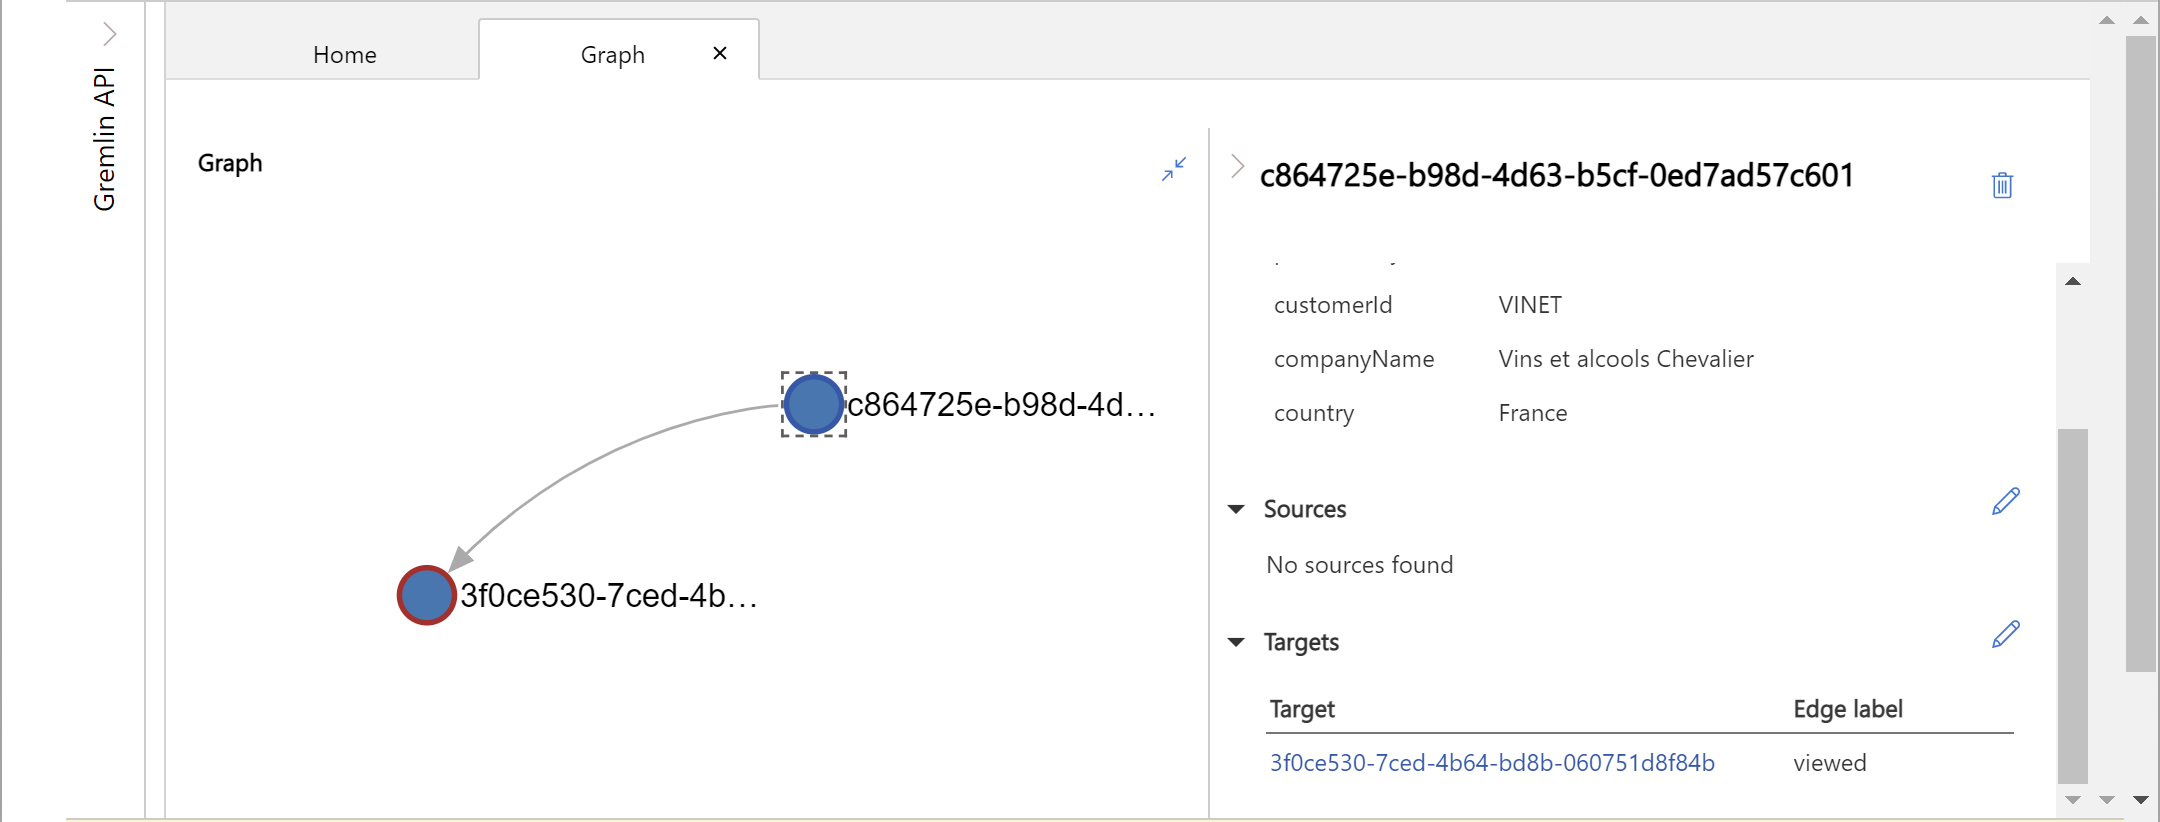 Gremlin API
Home
Graph
Graph
c864725e-b98d-4d...
3f0ce530-7ced-4b...
c864725e-b98d-4d63-b5cf-0ed7ad57c601
customerId VINET
companyName Vins et alcools Chevalier
country France
Sources
No sources found
Targets
Target Edge label
3f0ce530-7ced-4b64-bd8b-060751d8f84b viewed